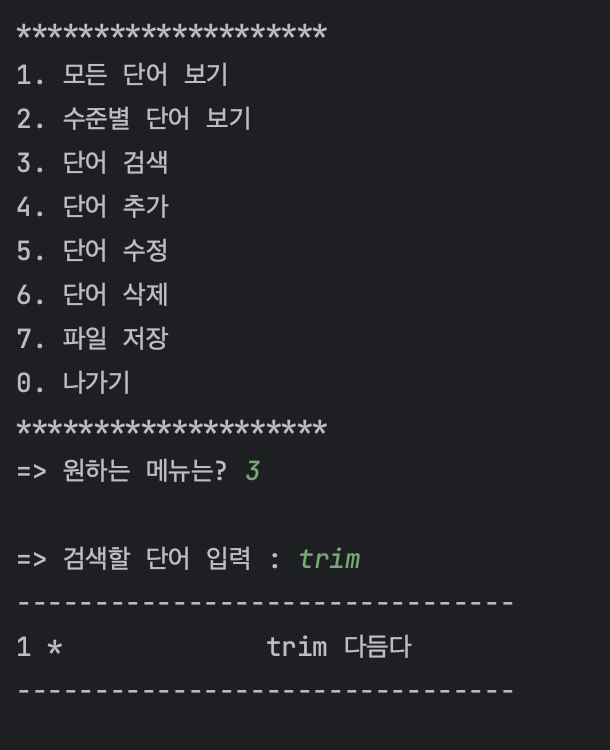 ********************
1. 모든 단어 보기
2. 수준별 단어 보기
3. 단어 검색
4. 단어 추가
5. 단어 수정
6. 단어 삭제
7. 파일 저장
0. 나가기
********************
=> 원하는 메뉴는? 3
=> 검색할 단어 입력 : trim
--------------------------------
1 *             trim 다듬다
--------------------------------